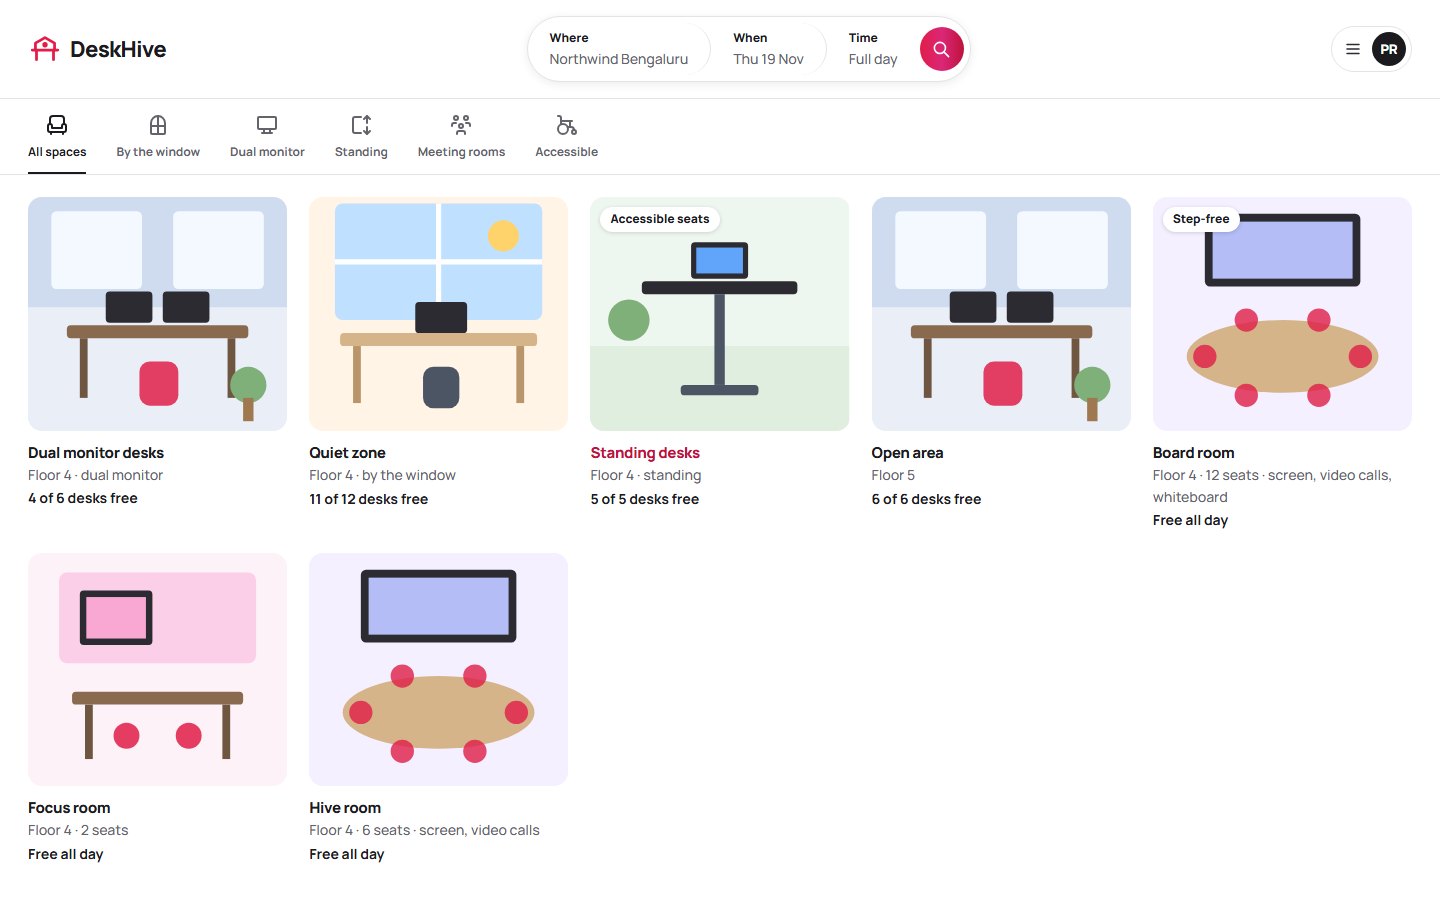 DeskHive
Where
Northwind Bengaluru
When
Thu 19 Nov
Time
Full day
PR
All spaces
By the window
Dual monitor
Standing
Meeting rooms
Accessible
Dual monitor desks
Floor 4 · dual monitor
4 of 6 desks free
Quiet zone
Floor 4 · by the window
11 of 12 desks free
Accessible seats
Standing desks
Floor 4 · standing
5 of 5 desks free
Open area
Floor 5
6 of 6 desks free
Step-free
Board room
Floor 4 · 12 seats · screen, video calls,
whiteboard
Free all day
Focus room
Floor 4 · 2 seats
Free all day
Hive room
Floor 4 · 6 seats · screen, video calls
Free all day